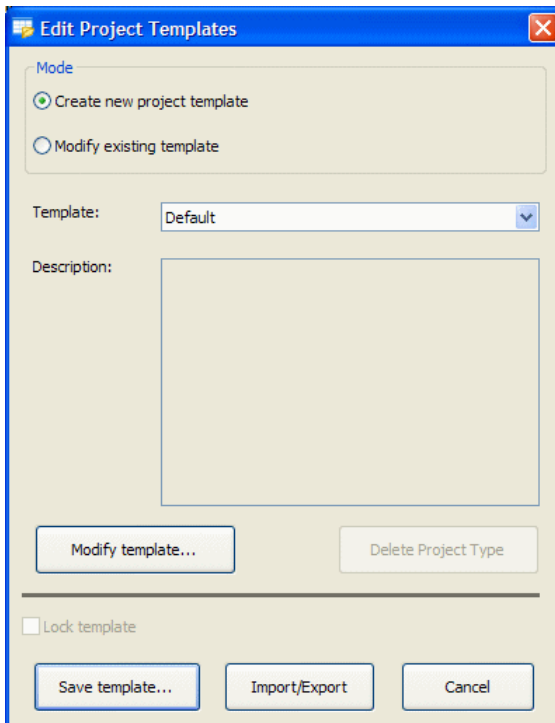 Edit Project Templates
Mode
Create new project template
Modify existing template
Template: Default
Description:
Modify template... Delete Project Type
Lock template
Save template... Import/Export Cancel